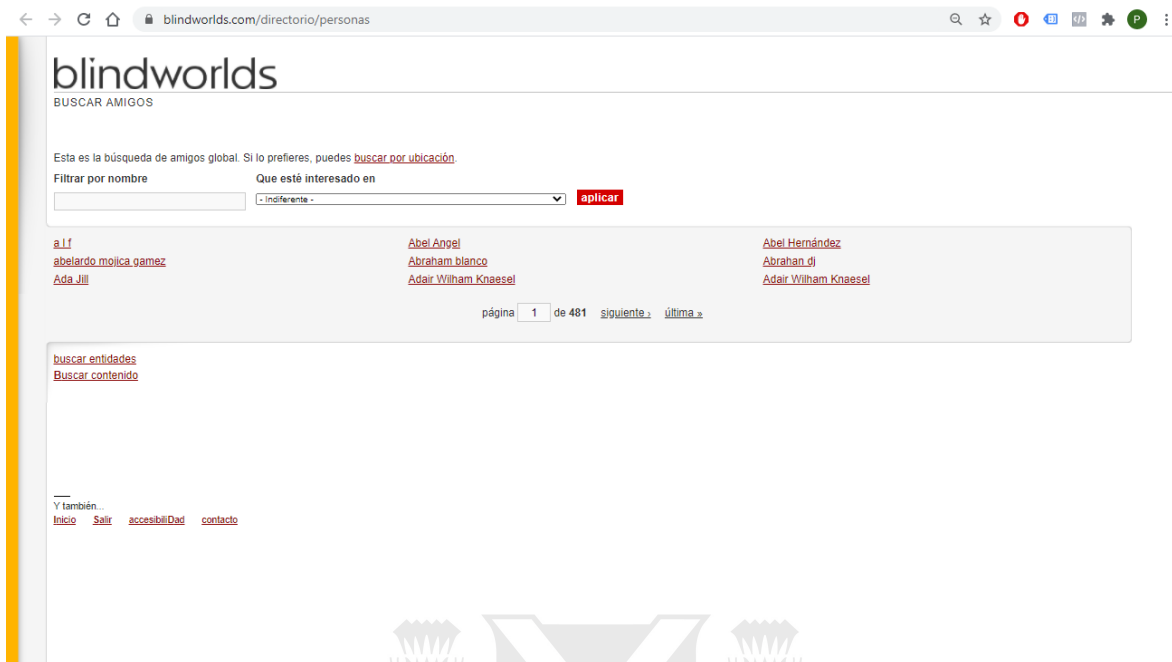 blindworlds.com/directorio/personas
P
blindworlds
BUSCAR AMIGOS
Esta es la búsqueda de amigos global. Si lo prefieres, puedes buscar por ubicación.
Filtrar por nombre Que esté interesado en
- Indiferente - aplicar
a l f Abel Angel Abel Hernández
abelardo mojica gamez Abraham blanco Abrahan dj
Ada Jill Adair Wilham Knaesel Adair Wilham Knaesel
página 1 de 481 siguiente › última »
buscar entidades
Buscar contenido
Y también...
Inicio Salir accesibiliDad contacto